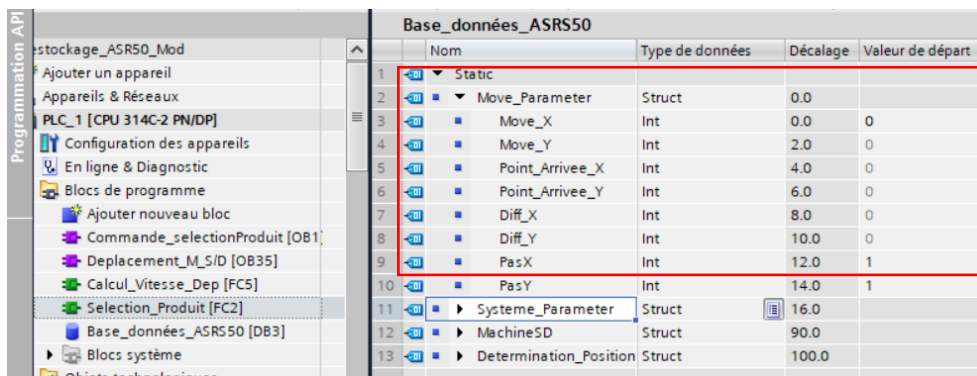 Programmation API
estockage_ASR50_Mod
Ajouter un appareil
Appareils & Réseaux
PLC_1 [CPU 314C-2 PN/DP]
Configuration des appareils
En ligne & Diagnostic
Blocs de programme
Ajouter nouveau bloc
Commande_selectionProduit [OB1]
Deplacement_M_S/D [OB35]
Calcul_Vitesse_Dep [FC5]
Selection_Produit [FC2]
Base_données_ASRS50 [DB3]
Blocs système
Objets technologiques
Base_données_ASRS50
Nom Type de données Décalage Valeur de départ
1 Static
2 Move_Parameter Struct 0.0
3 Move_X Int 0.0 0
4 Move_Y Int 2.0 0
5 Point_Arrivee_X Int 4.0 0
6 Point_Arrivee_Y Int 6.0 0
7 Diff_X Int 8.0 0
8 Diff_Y Int 10.0 0
9 PasX Int 12.0 1
10 PasY Int 14.0 1
11 Systeme_Parameter Struct 16.0
12 MachineSD Struct 90.0
13 Determination_Position Struct 100.0